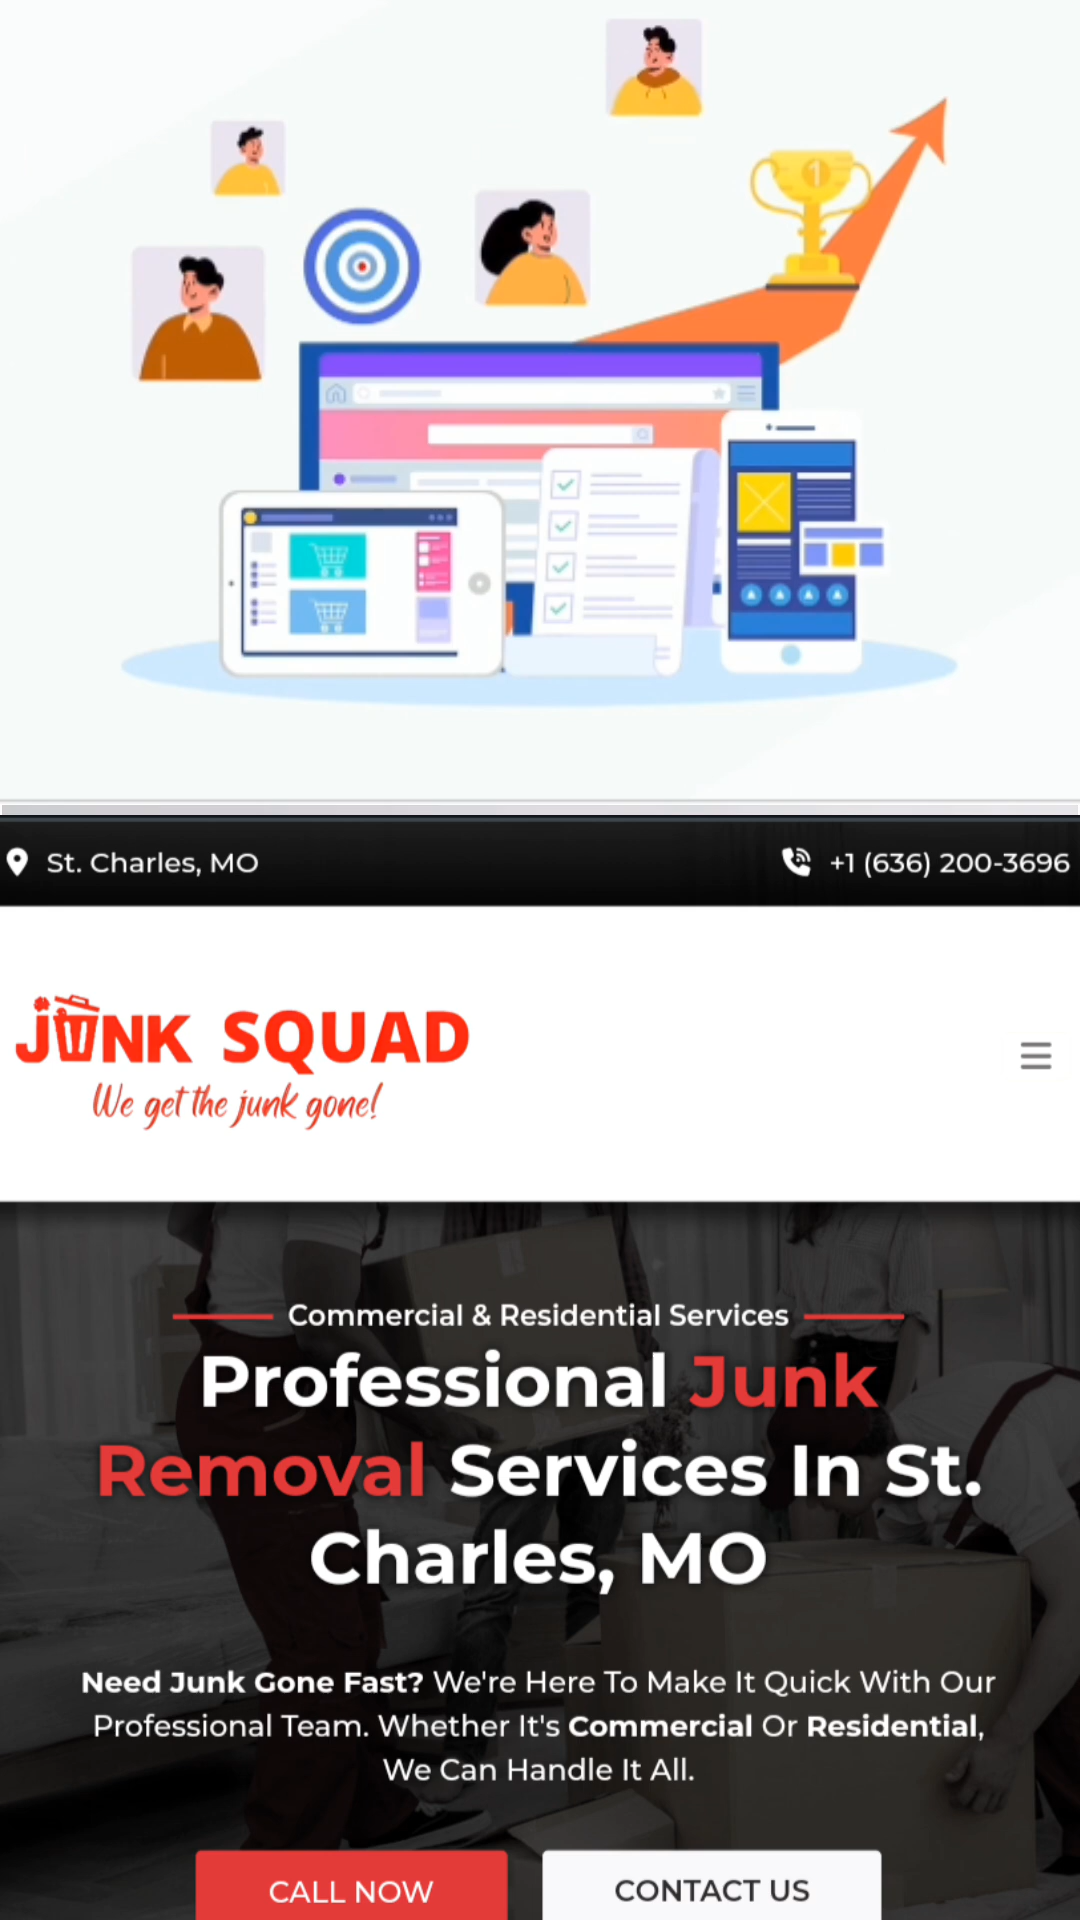 1
St. Charles, MO
+1 (636) 200-3696
JUNK SQUAD
We get the junk gone!
Commercial & Residential Services
Professional Junk
Removal Services In St.
Charles, MO
Need Junk Gone Fast? We're Here To Make It Quick With Our
Professional Team. Whether It's Commercial Or Residential,
We Can Handle It All.
CALL NOW
CONTACT US